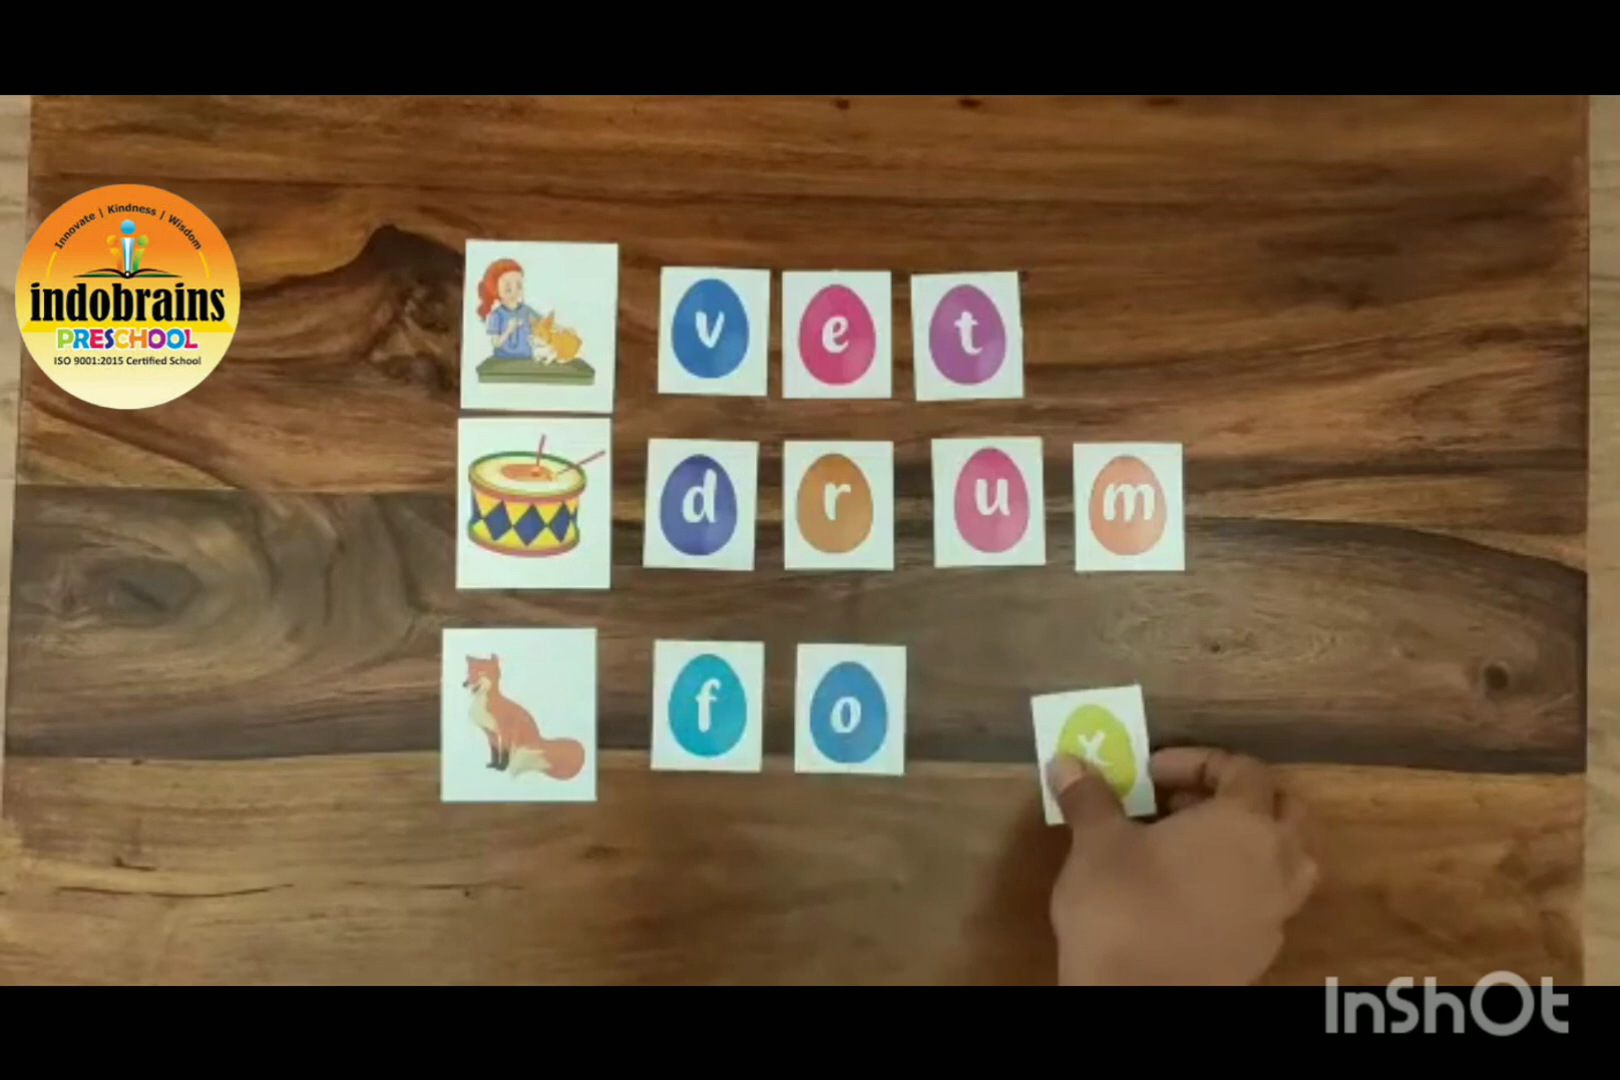 Innovate | Kindness | Wisdom
indobrains
PRESCHOOL
ISO 9001:2015 Certified School
v e t
d r u m
f o x
InShOt